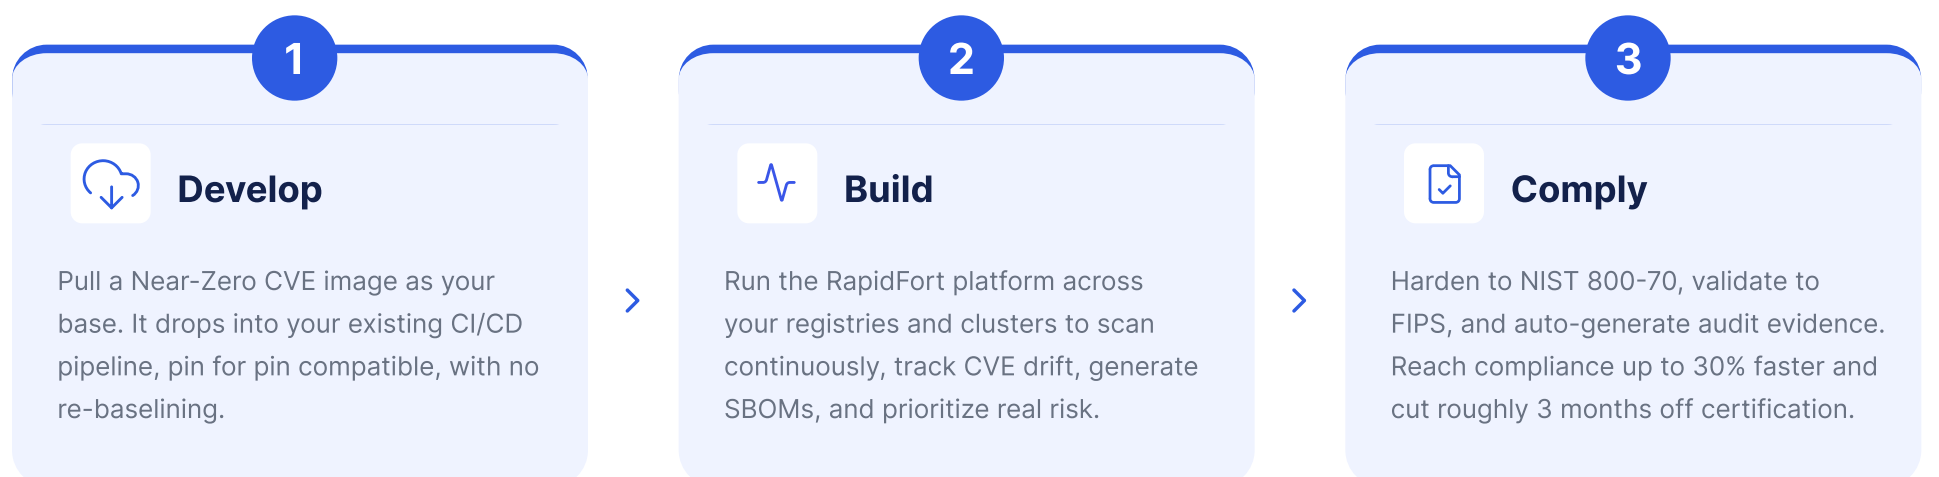 1
Develop
Pull a Near-Zero CVE image as your
base. It drops into your existing CI/CD
pipeline, pin for pin compatible, with no
re-baselining.
2
Build
Run the RapidFort platform across
your registries and clusters to scan
continuously, track CVE drift, generate
SBOMs, and prioritize real risk.
3
Comply
Harden to NIST 800-70, validate to
FIPS, and auto-generate audit evidence.
Reach compliance up to 30% faster and
cut roughly 3 months off certification.